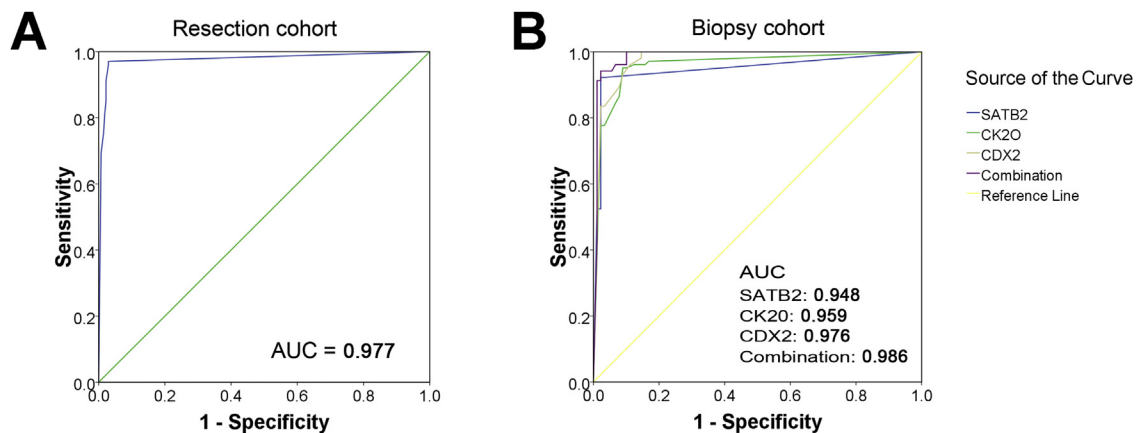 A
Resection cohort
1.0
0.8
0.6
0.4
0.2
0.0
Sensitivity
0.0 0.2 0.4 0.6 0.8 1.0
1 - Specificity
AUC = 0.977
B
Biopsy cohort
1.0
0.8
0.6
0.4
0.2
0.0
Sensitivity
0.0 0.2 0.4 0.6 0.8 1.0
1 - Specificity
AUC
SATB2: 0.948
CK20: 0.959
CDX2: 0.976
Combination: 0.986
Source of the Curve
SATB2
CK2O
CDX2
Combination
Reference Line